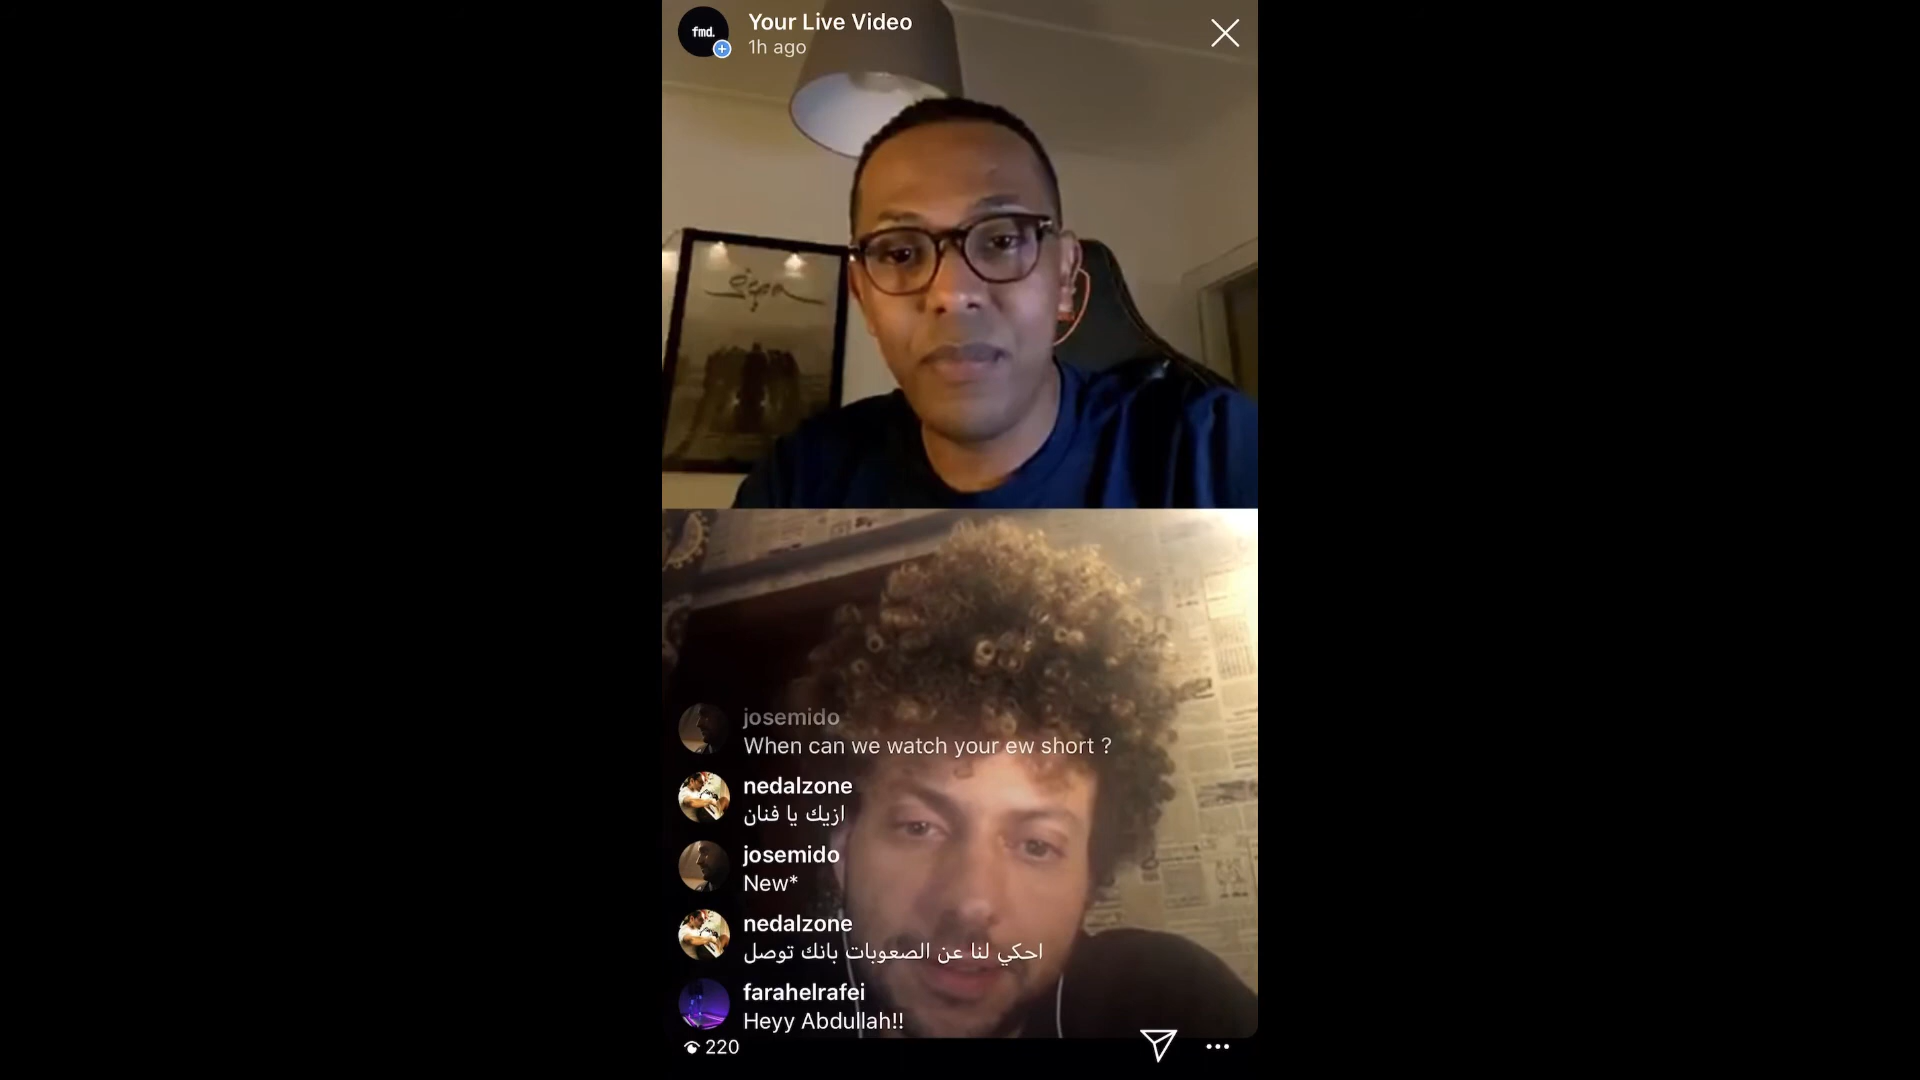 fmd.
Your Live Video
1h ago
josemido
When can we watch your ew short ?
nedalzone
ازيك يا فنان
josemido
New*
nedalzone
احكي لنا عن الصعوبات بانك توصل
farahelrafei
Heyy Abdullah!!
220